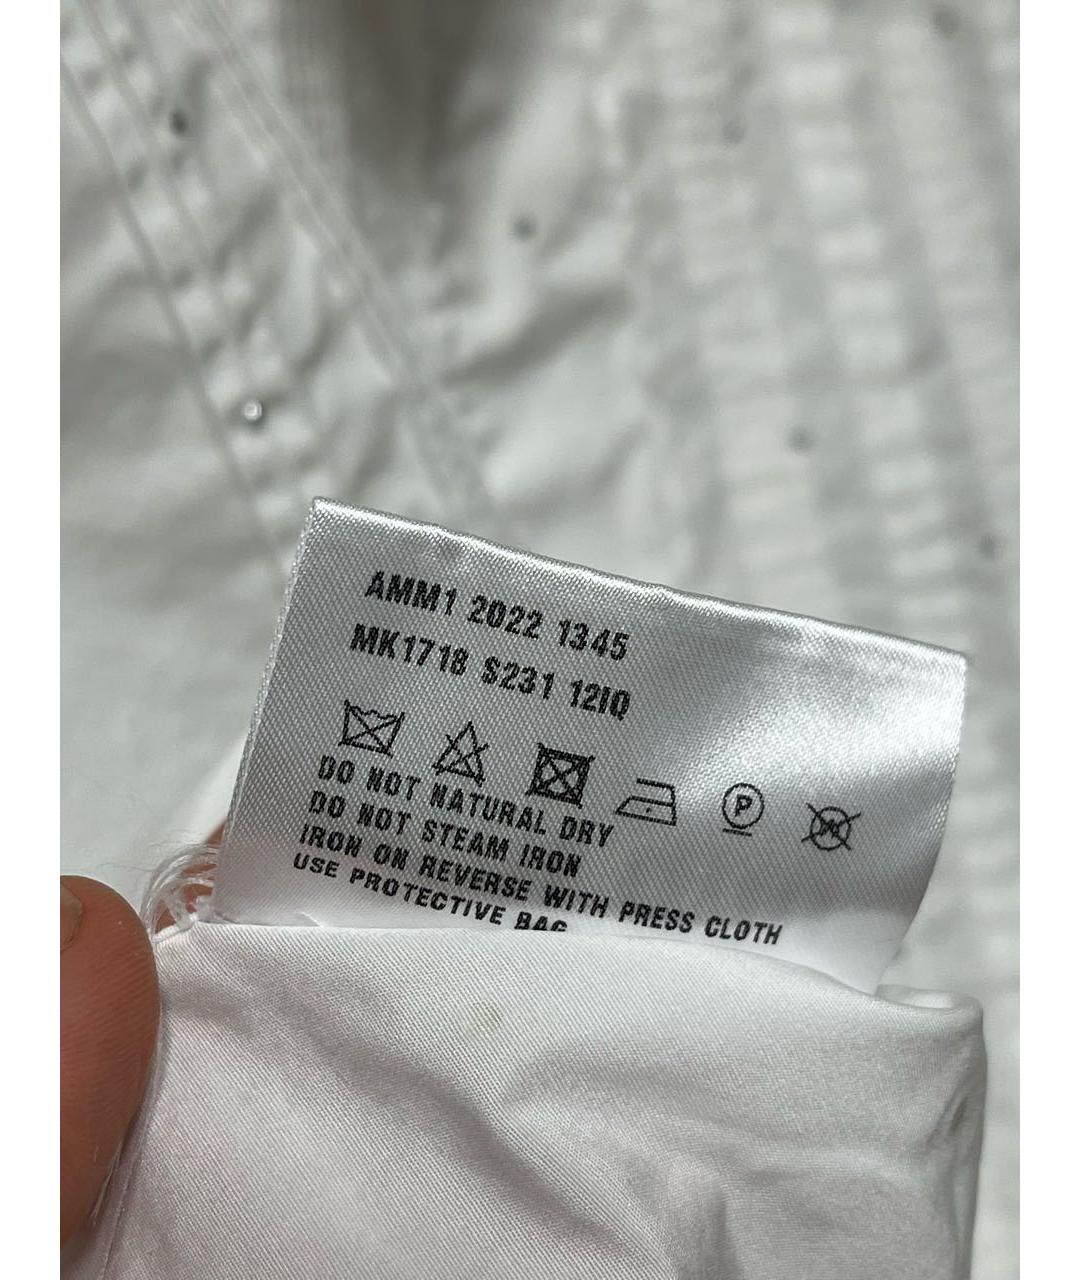 AMM1 2022 1345
MK1718 S231 12IQ
P
DO NOT NATURAL DRY
DO NOT STEAM IRON
IRON ON REVERSE WITH PRESS CLOTH
USE PROTECTIVE BAG